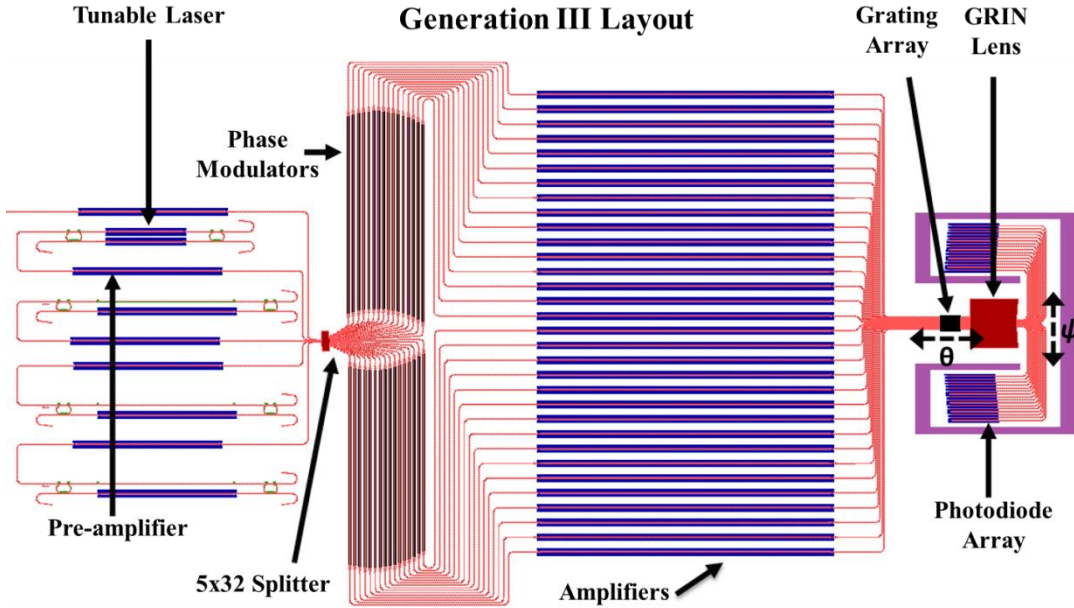 Tunable Laser
Generation III Layout
Grating
Array
GRIN
Lens
Phase
Modulators
θ
ψ
Pre-amplifier
5x32 Splitter
Amplifiers
Photodiode
Array